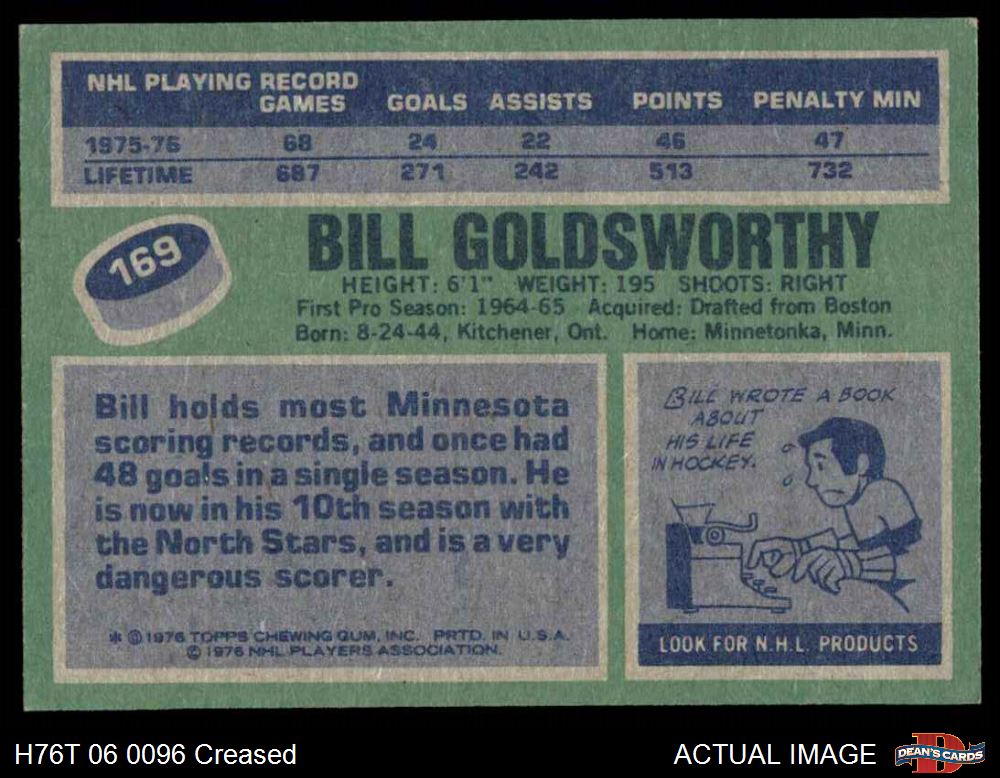 NHL PLAYING RECORD
GAMES GOALS ASSISTS POINTS PENALTY MIN
1975-76 68 24 22 46 47
LIFETIME 687 271 242 513 732
169
BILL GOLDSWORTHY
HEIGHT: 6'1" WEIGHT: 195 SHOOTS: RIGHT
First Pro Season: 1964-65 Acquired: Drafted from Boston
Born: 8-24-44, Kitchener, Ont. Home: Minnetonka, Minn.
Bill holds most Minnesota
scoring records, and once had
48 goals in a single season. He
is now in his 10th season with
the North Stars, and is a very
dangerous scorer.
* © 1976 TOPPS CHEWING GUM, INC. PRTD. IN U.S.A.
© 1976 NHL PLAYERS ASSOCIATION.
BILL WROTE A BOOK
ABOUT
HIS LIFE
IN HOCKEY.
LOOK FOR N.H.L. PRODUCTS
H76T 06 0096 Creased
ACTUAL IMAGE
D
DEAN'S CARDS